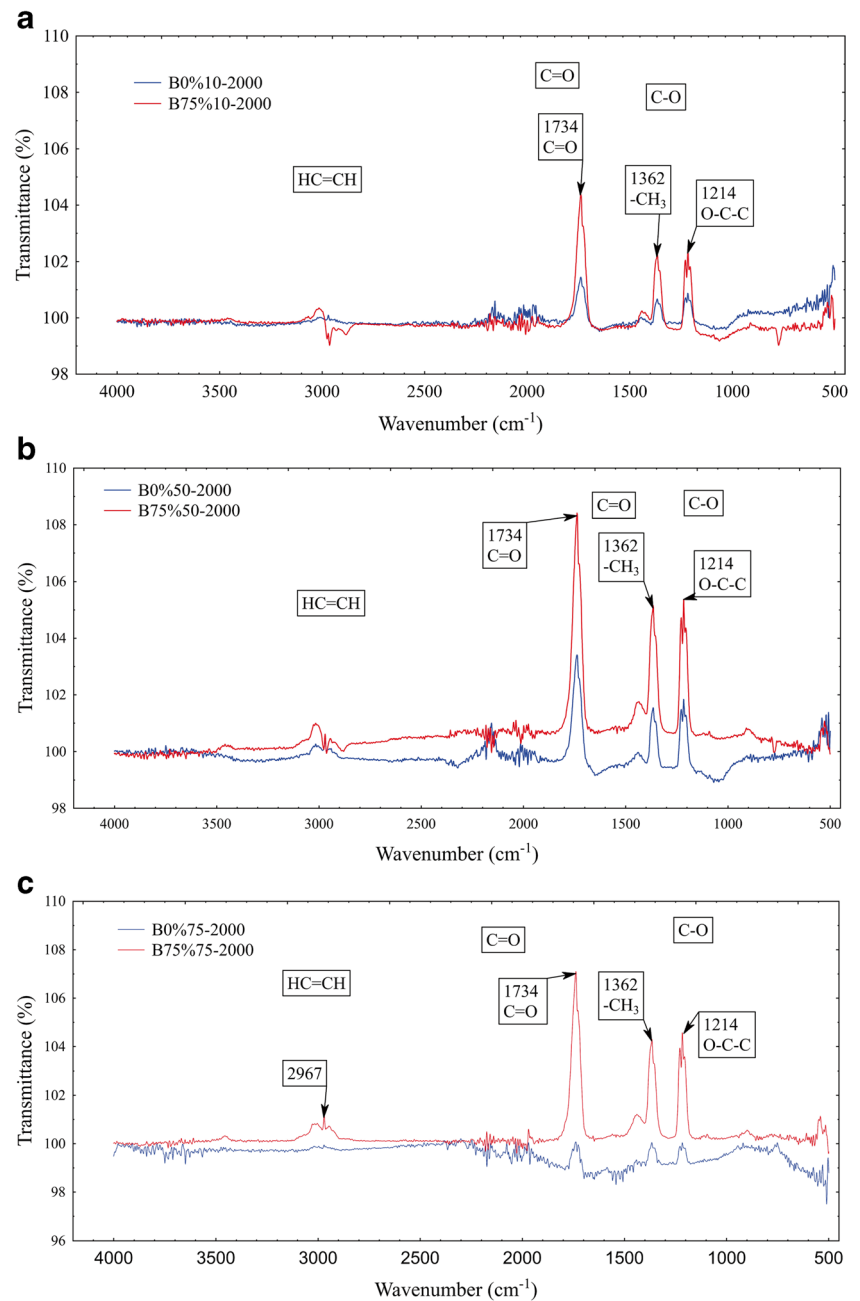 a
110
108
106
104
102
100
98
Transmittance (%)
B0%10-2000
B75%10-2000
HC=CH
C=O
1734
C=O
C-O
1362
-CH₃
1214
O-C-C
4000 3500 3000 2500 2000 1500 1000 500
Wavenumber (cm⁻¹)
b
110
108
106
104
102
100
98
Transmittance (%)
B0%50-2000
B75%50-2000
HC=CH
1734
C=O
C=O
1362
-CH₃
C-O
1214
O-C-C
4000 3500 3000 2500 2000 1500 1000 500
Wavenumber (cm⁻¹)
c
110
108
106
104
102
100
98
96
Transmittance (%)
B0%75-2000
B75%75-2000
HC=CH
2967
C=O
1734
C=O
1362
-CH₃
C-O
1214
O-C-C
4000 3500 3000 2500 2000 1500 1000 500
Wavenumber (cm⁻¹)